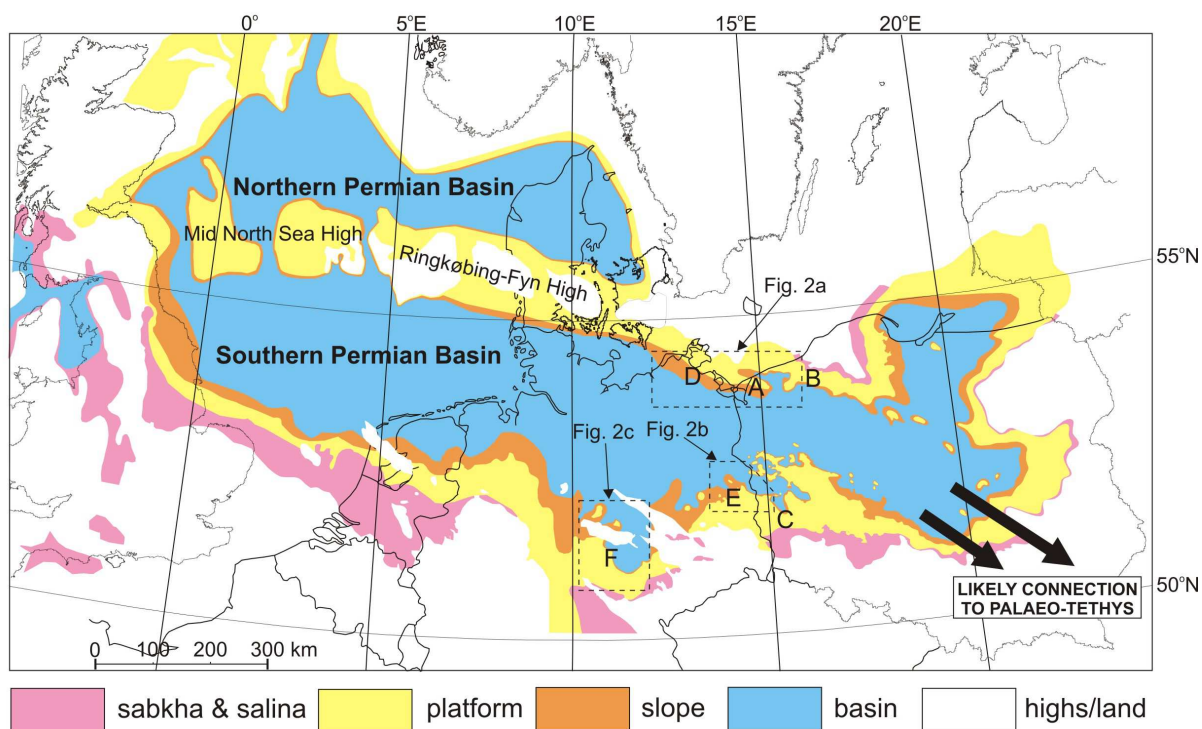 0° 5°E 10°E 15°E 20°E
Northern Permian Basin
Mid North Sea High
Ringkøbing-Fyn High
55°N
Fig. 2a
Southern Permian Basin
D A B
Fig. 2c Fig. 2b
E
C
F
50°N
LIKELY CONNECTION
TO PALAEO-TETHYS
0 100 200 300 km
sabkha & salina platform slope basin highs/land